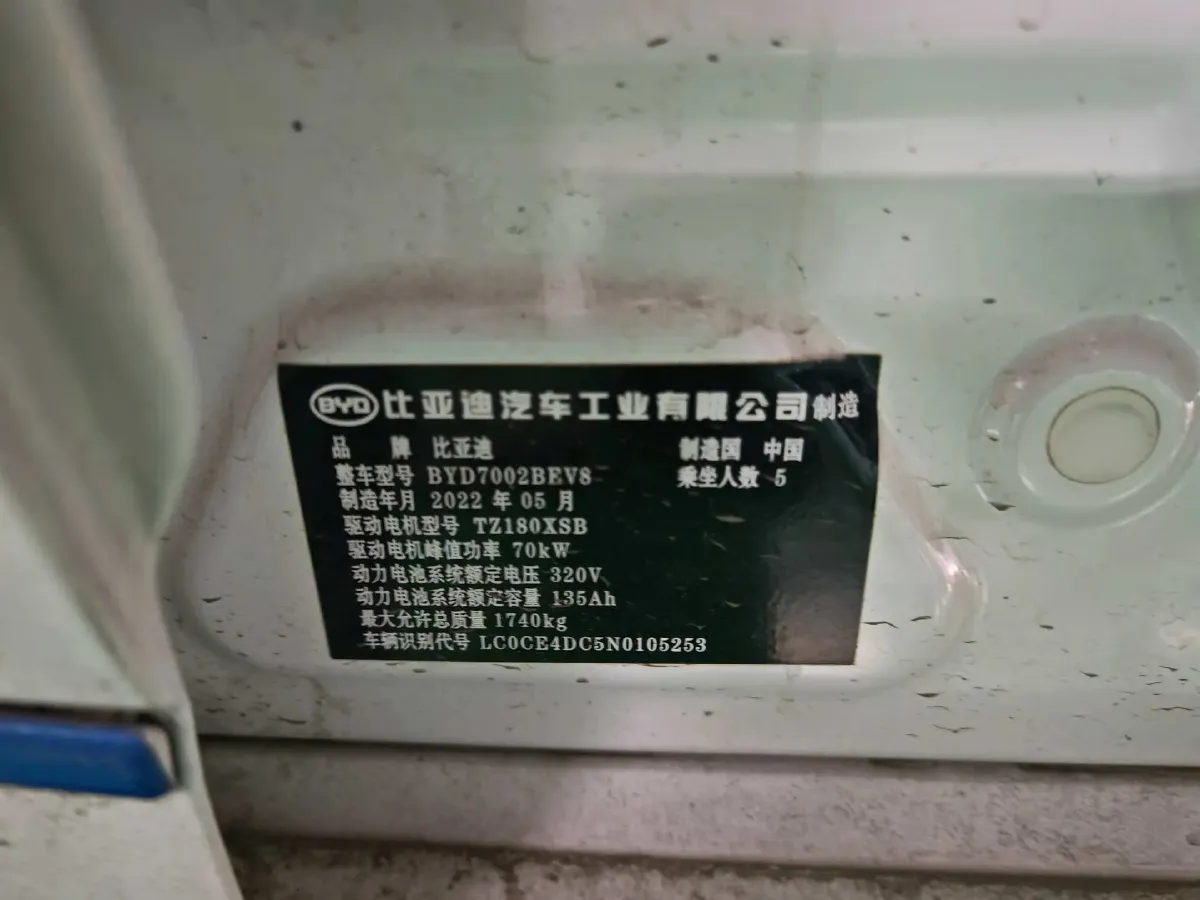 BYD 比亚迪汽车工业有限公司制造
品 牌 比亚迪 制造国 中国
整车型号 BYD7002BEV8 乘坐人数 5
制造年月 2022 年 05 月
驱动电机型号 TZ180XSB
驱动电机峰值功率 70kW
动力电池系统额定电压 320V
动力电池系统额定容量 135Ah
最大允许总质量 1740kg
车辆识别代号 LC0CE4DC5N0105253